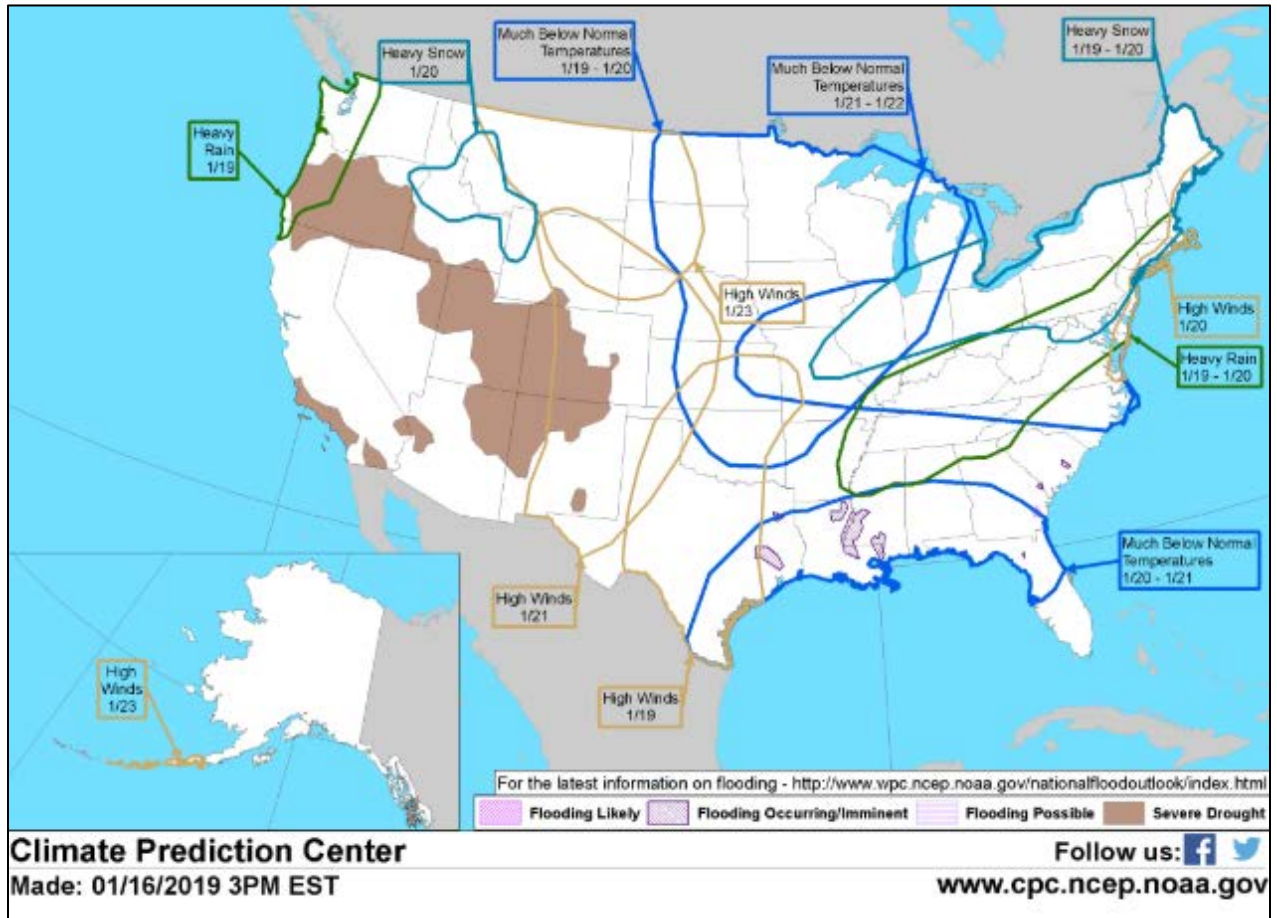 Heavy Snow
1/20
Much Below Normal
Temperatures
1/19 - 1/20
Much Below Normal
Temperatures
1/21 - 1/22
Heavy Snow
1/19 - 1/20
Heavy
Rain
1/19
High Winds
1/23
High Winds
1/20
Heavy Rain
1/19 - 1/20
Much Below Normal
Temperatures
1/20 - 1/21
High Winds
1/21
High
Winds
1/23
High Winds
1/19
For the latest information on flooding - http://www.wpc.ncep.noaa.gov/nationalfloodoutlook/index.html
Flooding Likely Flooding Occurring/Imminent Flooding Possible Severe Drought
Climate Prediction Center
Follow us:
Made: 01/16/2019 3PM EST
www.cpc.ncep.noaa.gov